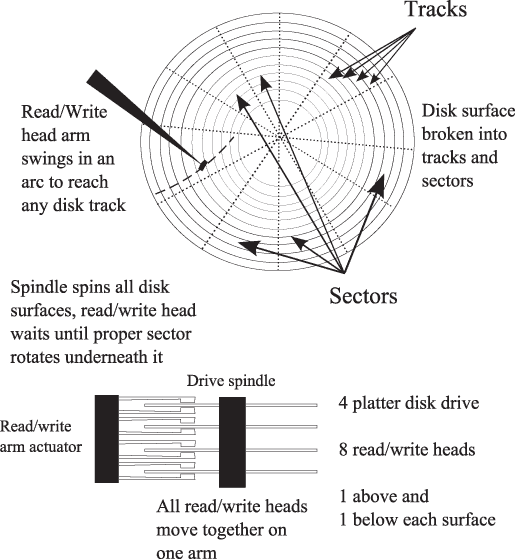 Tracks
Read/Write
head arm
swings in an
arc to reach
any disk track
Disk surface
broken into
tracks and
sectors
Sectors
Spindle spins all disk
surfaces, read/write head
waits until proper sector
rotates underneath it
Drive spindle
Read/write
arm actuator
4 platter disk drive
8 read/write heads
1 above and
1 below each surface
All read/write heads
move together on
one arm